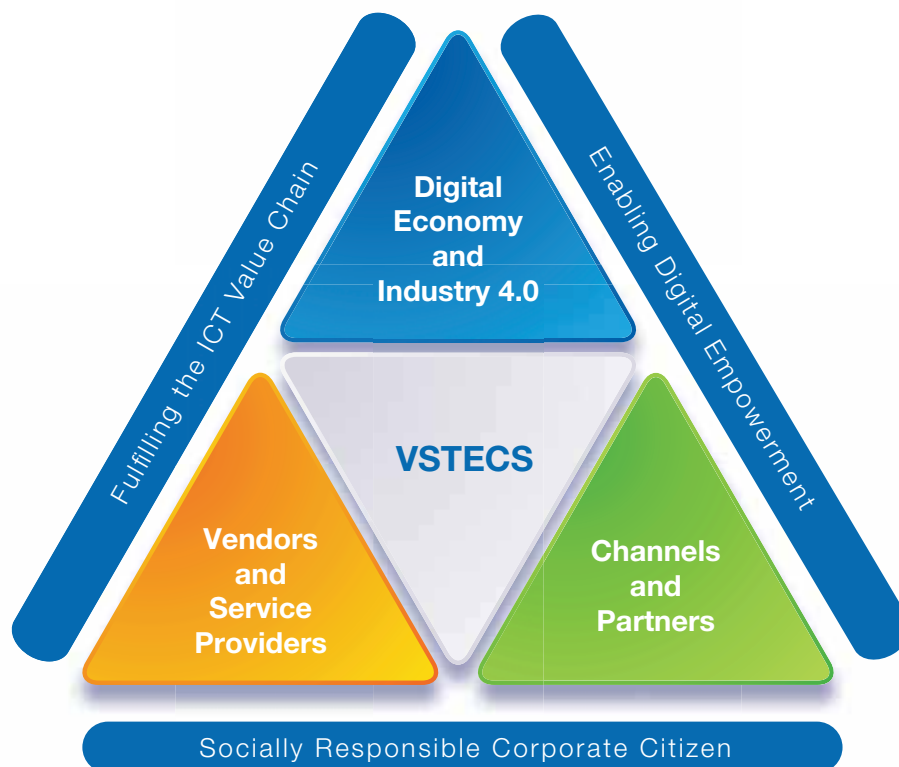 Fulfilling the ICT Value Chain
Enabling Digital Empowerment
Digital
Economy
and
Industry 4.0
VSTECS
Vendors
and
Service
Providers
Channels
and
Partners
Socially Responsible Corporate Citizen